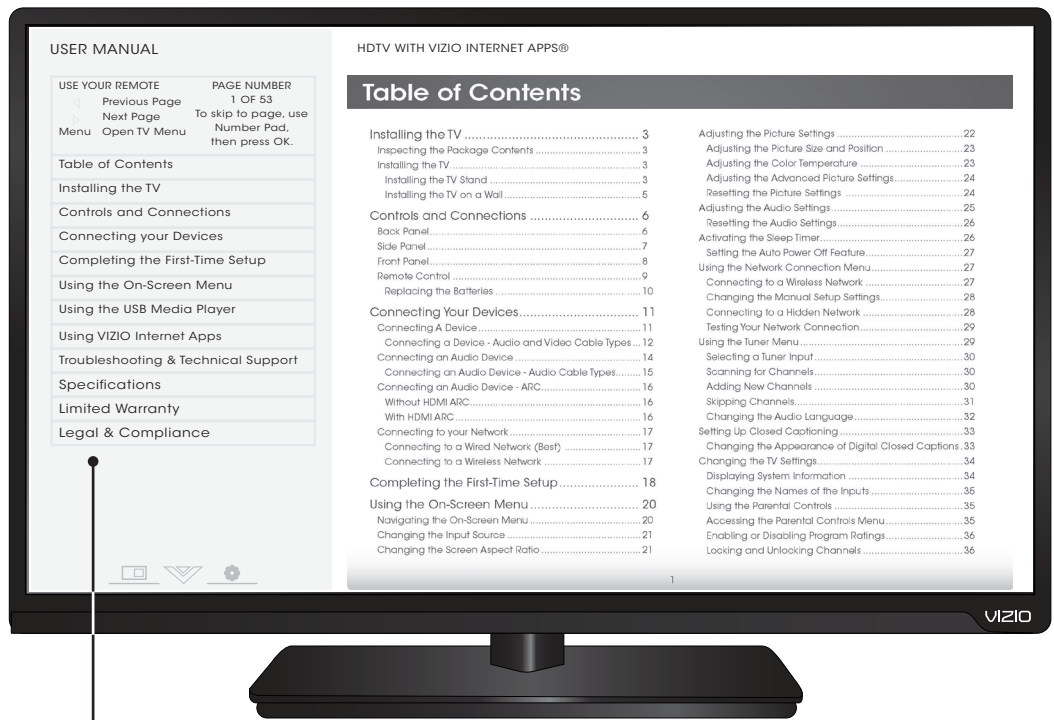 USER MANUAL
USE YOUR REMOTE
Previous Page
Next Page
Menu Open TV Menu
PAGE NUMBER
1 OF 53
To skip to page, use
Number Pad,
then press OK.
Table of Contents
Installing the TV
Controls and Connections
Connecting your Devices
Completing the First-Time Setup
Using the On-Screen Menu
Using the USB Media Player
Using VIZIO Internet Apps
Troubleshooting & Technical Support
Specifications
Limited Warranty
Legal & Compliance
HDTV WITH VIZIO INTERNET APPS®
Table of Contents
Installing the TV ........ 3
Inspecting the Package Contents ........ 3
Installing the TV ........ 3
Installing the TV Stand ........ 3
Installing the TV on a Wall ........ 5
Controls and Connections ........ 6
Back Panel ........ 6
Side Panel ........ 7
Front Panel ........ 8
Remote Control ........ 9
Replacing the Batteries ........ 10
Connecting Your Devices ........ 11
Connecting A Device ........ 11
Connecting a Device - Audio and Video Cable Types ... 12
Connecting an Audio Device ........ 14
Connecting an Audio Device - Audio Cable Types ........ 15
Connecting an Audio Device - ARC ........ 16
Without HDMI ARC ........ 16
With HDMI ARC ........ 16
Connecting to your Network ........ 17
Connecting to a Wired Network (Best) ........ 17
Connecting to a Wireless Network ........ 17
Completing the First-Time Setup ........ 18
Using the On-Screen Menu ........ 20
Navigating the On-Screen Menu ........ 20
Changing the Input Source ........ 21
Changing the Screen Aspect Ratio ........ 21
Adjusting the Picture Settings ........ 22
Adjusting the Picture Size and Position ........ 23
Adjusting the Color Temperature ........ 23
Adjusting the Advanced Picture Settings ........ 24
Resetting the Picture Settings ........ 24
Adjusting the Audio Settings ........ 25
Resetting the Audio Settings ........ 26
Activating the Sleep Timer ........ 26
Setting the Auto Power Off Feature ........ 27
Using the Network Connection Menu ........ 27
Connecting to a Wireless Network ........ 27
Changing the Manual Setup Settings ........ 28
Connecting to a Hidden Network ........ 28
Testing Your Network Connection ........ 29
Using the Tuner Menu ........ 29
Selecting a Tuner Input ........ 30
Scanning for Channels ........ 30
Adding New Channels ........ 30
Skipping Channels ........ 31
Changing the Audio Language ........ 32
Setting Up Closed Captioning ........ 33
Changing the Appearance of Digital Closed Captions . 33
Changing the TV Settings ........ 34
Displaying System Information ........ 34
Changing the Names of the Inputs ........ 35
Using the Parental Controls ........ 35
Accessing the Parental Controls Menu ........ 35
Enabling or Disabling Program Ratings ........ 36
Locking and Unlocking Channels ........ 36
1
VIZIO